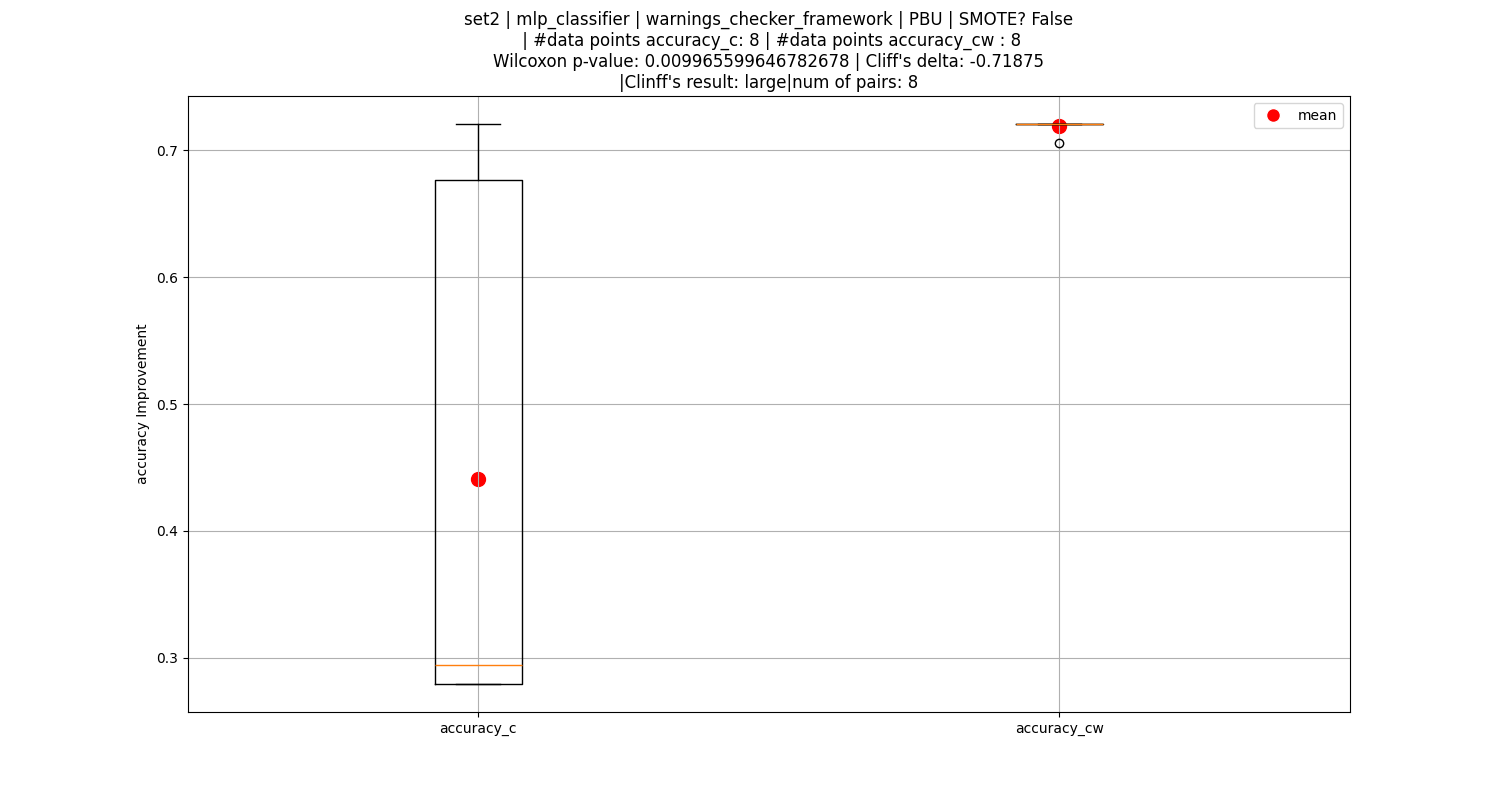 set2 | mlp_classifier | warnings_checker_framework | PBU | SMOTE? False
| #data points accuracy_c: 8 | #data points accuracy_cw : 8
Wilcoxon p-value: 0.009965599646782678 | Cliff's delta: -0.71875
|Clinff's result: large|num of pairs: 8
mean
0.7
0.6
0.5
0.4
0.3
accuracy Improvement
accuracy_c
accuracy_cw